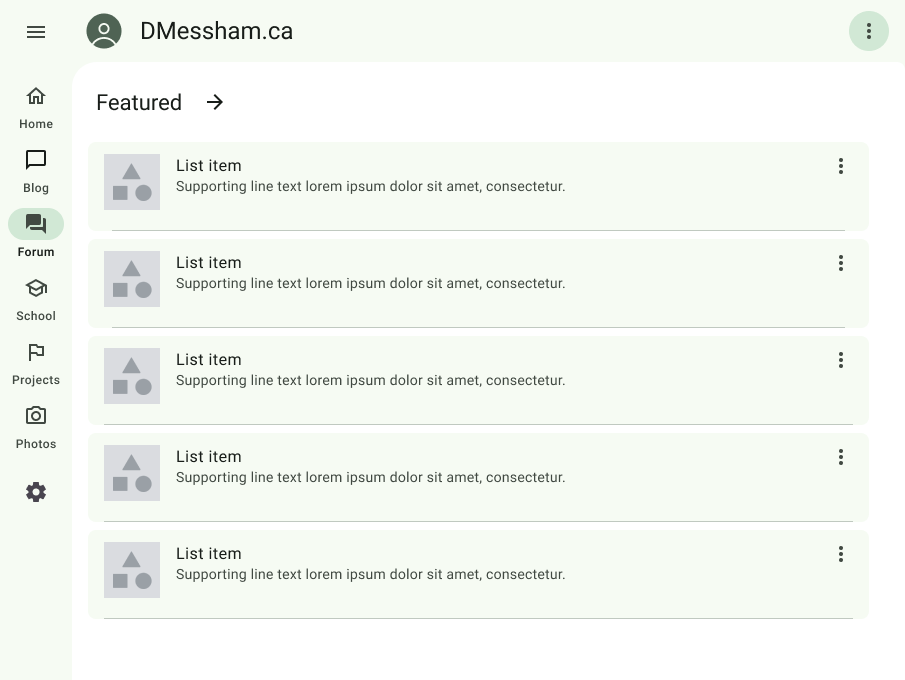 DMessham.ca
Home
Blog
Forum
School
Projects
Photos
Featured
List item
Supporting line text lorem ipsum dolor sit amet, consectetur.
List item
Supporting line text lorem ipsum dolor sit amet, consectetur.
List item
Supporting line text lorem ipsum dolor sit amet, consectetur.
List item
Supporting line text lorem ipsum dolor sit amet, consectetur.
List item
Supporting line text lorem ipsum dolor sit amet, consectetur.